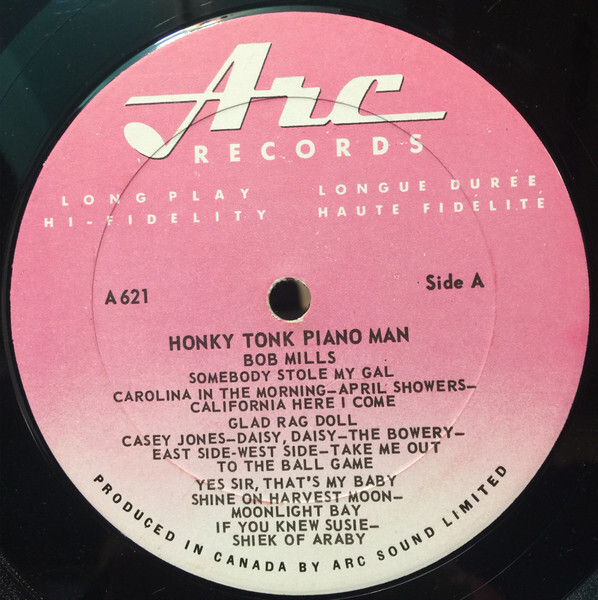 Arc
RECORDS
LONG PLAY
HI-FIDELITY
LONGUE DURÉE
HAUTE FIDÉLITÉ
A 621
Side A
HONKY TONK PIANO MAN
BOB MILLS
SOMEBODY STOLE MY GAL
CAROLINA IN THE MORNING—APRIL SHOWERS—
CALIFORNIA HERE I COME
GLAD RAG DOLL
CASEY JONES—DAISY, DAISY—THE BOWERY—
EAST SIDE-WEST SIDE—TAKE ME OUT
TO THE BALL GAME
YES SIR, THAT'S MY BABY
SHINE ON HARVEST MOON—
MOONLIGHT BAY
IF YOU KNEW SUSIE—
SHIEK OF ARABY
PRODUCED IN CANADA BY ARC SOUND LIMITED